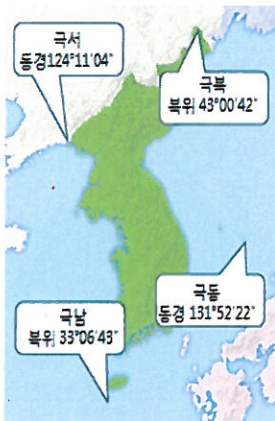 극서
동경124°11′04″
극북
북위 43°00′42″
극동
동경 131°52′22″
극남
북위 33°06′43″